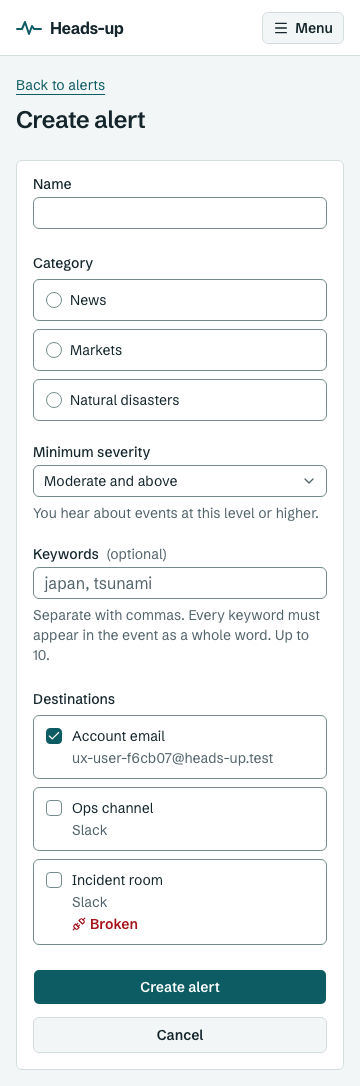 Heads-up
Menu
Back to alerts
Create alert
Name
Category
News
Markets
Natural disasters
Minimum severity
Moderate and above
You hear about events at this level or higher.
Keywords (optional)
japan, tsunami
Separate with commas. Every keyword must
appear in the event as a whole word. Up to
10.
Destinations
Account email
ux-user-f6cb07@heads-up.test
Ops channel
Slack
Incident room
Slack
Broken
Create alert
Cancel